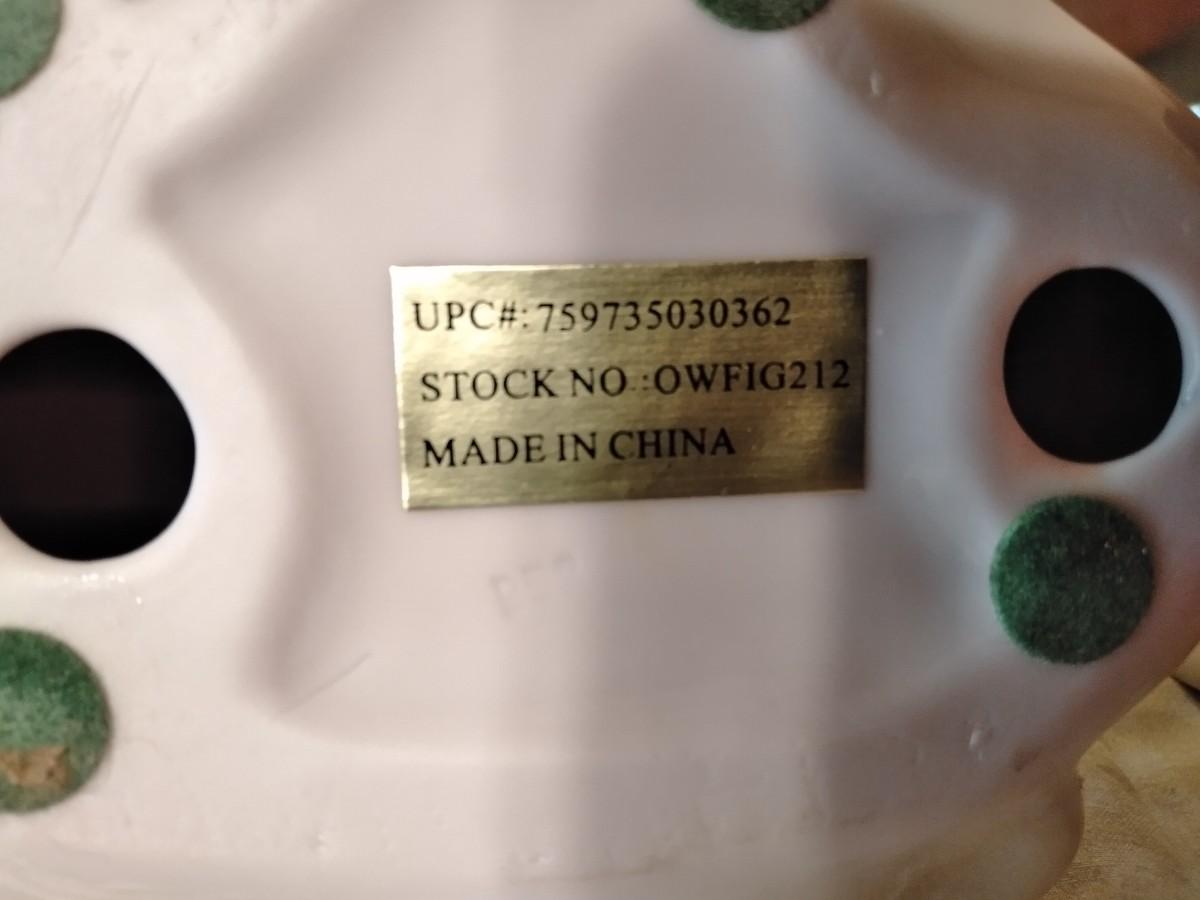 UPC#: 759735030362
STOCK NO.:OWFIG212
MADE IN CHINA